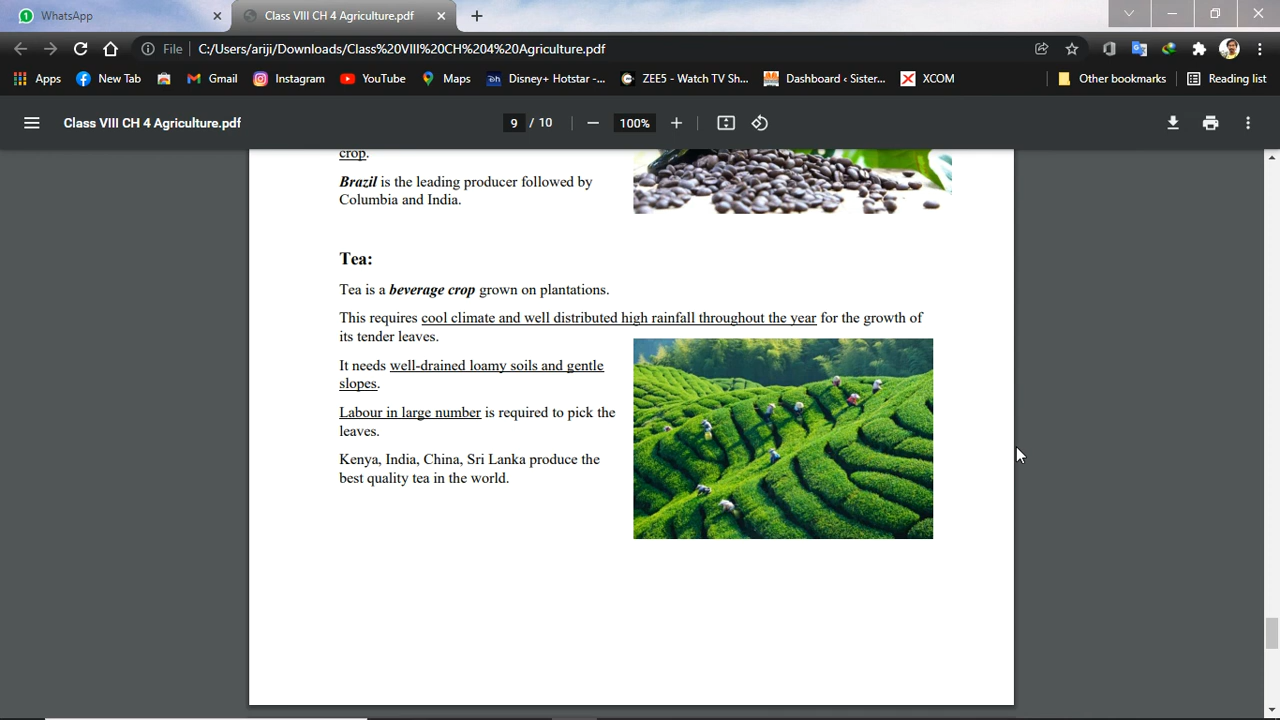 1 WhatsApp
Class VIII CH 4 Agriculture.pdf
File C:/Users/ariji/Downloads/Class%20VIII%20CH%204%20Agriculture.pdf
Apps New Tab Gmail Instagram YouTube Maps Disney+ Hotstar -... ZEE5 - Watch TV Sh... Dashboard ‹ Sister... XCOM Other bookmarks Reading list
Class VIII CH 4 Agriculture.pdf 9 / 10 100%
crop.
Brazil is the leading producer followed by
Columbia and India.
Tea:
Tea is a beverage crop grown on plantations.
This requires cool climate and well distributed high rainfall throughout the year for the growth of
its tender leaves.
It needs well-drained loamy soils and gentle
slopes.
Labour in large number is required to pick the
leaves.
Kenya, India, China, Sri Lanka produce the
best quality tea in the world.